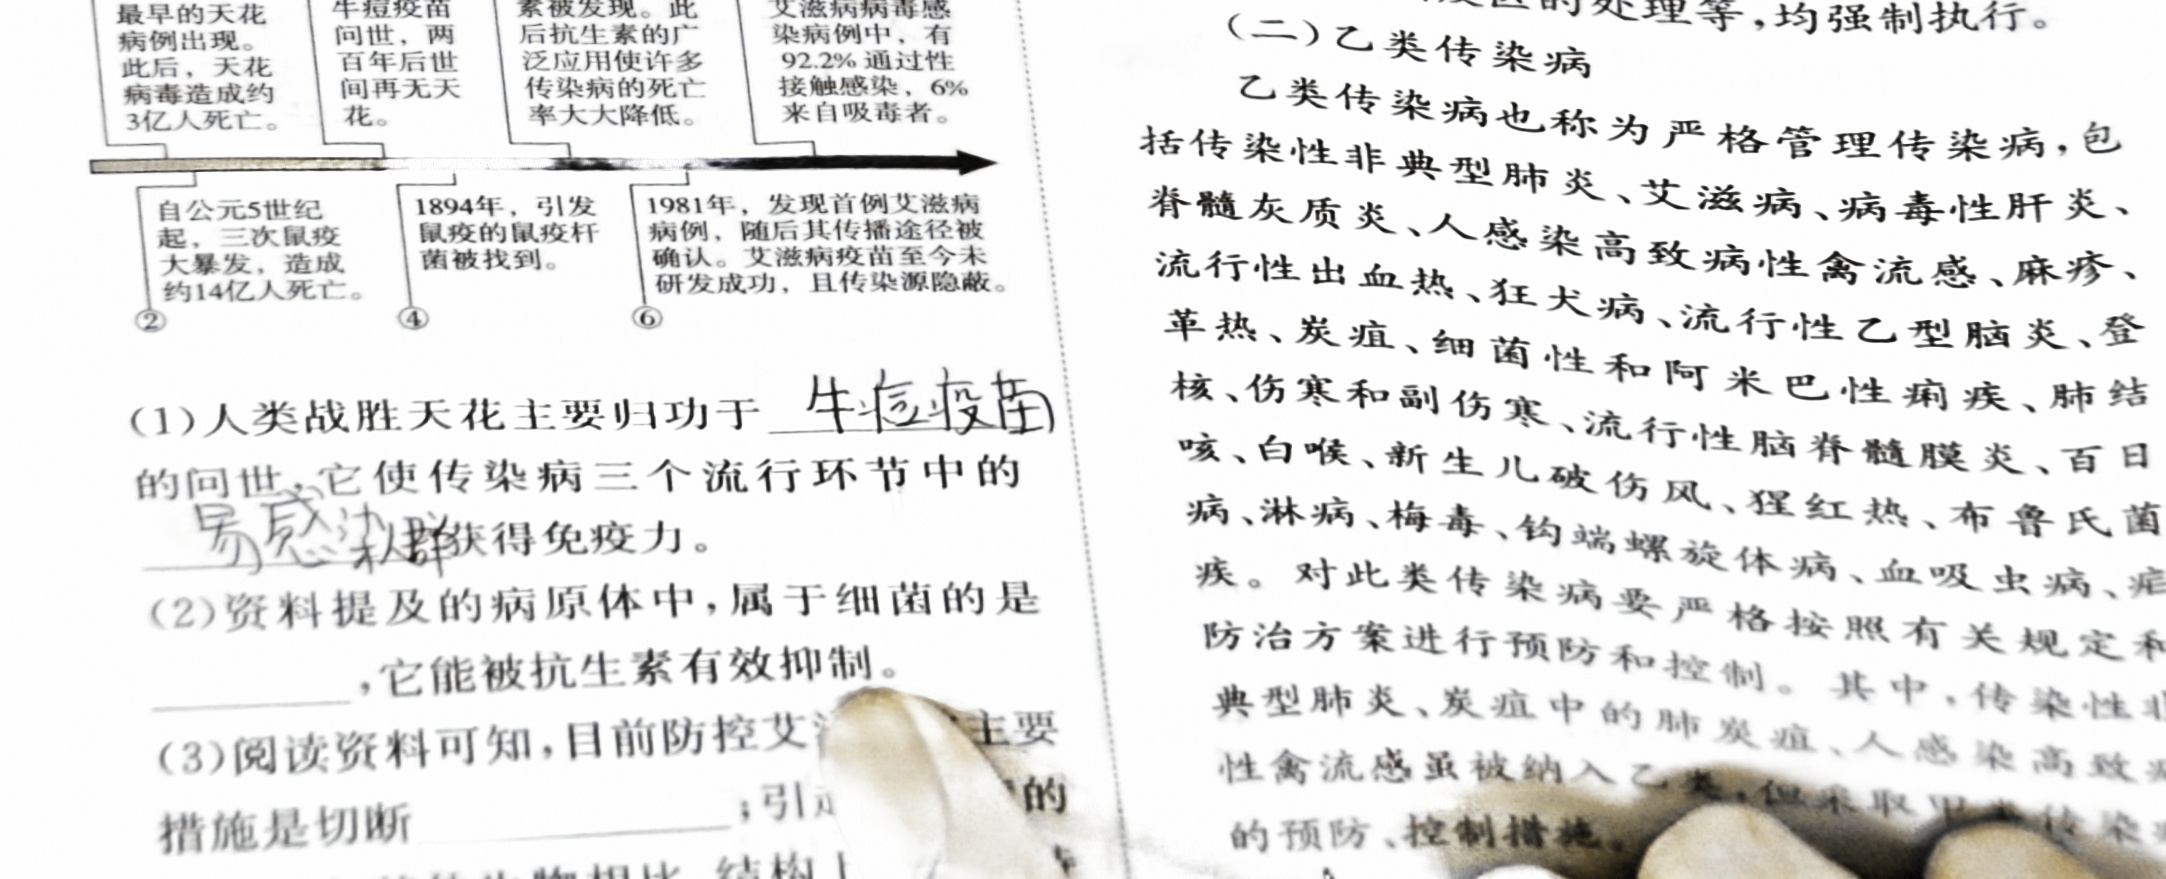 最早的天花
病例出现。
此后，天花
病毒造成约
3亿人死亡。
牛痘疫苗
问世，两
百年后世
间再无天
花。
素被发现。此
后抗生素的广
泛应用使许多
传染病的死亡
率大大降低。
艾滋病病毒感
染病例中，有
92.2%通过性
接触感染，6%
来自吸毒者。
自公元5世纪
起，三次鼠疫
大暴发，造成
约14亿人死亡。
②
1894年，引发
鼠疫的鼠疫杆
菌被找到。
④
1981年，发现首例艾滋病
病例，随后其传播途径被
确认。艾滋病疫苗至今未
研发成功，且传染源隐蔽。
⑥
(1)人类战胜天花主要归功于 牛痘疫苗
的问世，它使传染病三个流行环节中的
易感染人群获得免疫力。
(2)资料提及的病原体中，属于细菌的是
，它能被抗生素有效抑制。
(3)阅读资料可知，目前防控艾 主要
措施是切断 ；引 的
的处理等，均强制执行。
(二)乙类传染病
乙类传染病也称为严格管理传染病，包
括传染性非典型肺炎、艾滋病、病毒性肝炎、
脊髓灰质炎、人感染高致病性禽流感、麻疹、
流行性出血热、狂犬病、流行性乙型脑炎、登
革热、炭疽、细菌性和阿米巴性痢疾、肺结
核、伤寒和副伤寒、流行性脑脊髓膜炎、百日
咳、白喉、新生儿破伤风、猩红热、布鲁氏菌
病、淋病、梅毒、钩端螺旋体病、血吸虫病、疟
疾。对此类传染病要严格按照有关规定和
防治方案进行预防和控制。其中，传染性非
典型肺炎、炭疽中的肺炭疽、人感染高致病
性禽流感虽被纳入乙类，但采取甲类传染病
的预防、控制措施。